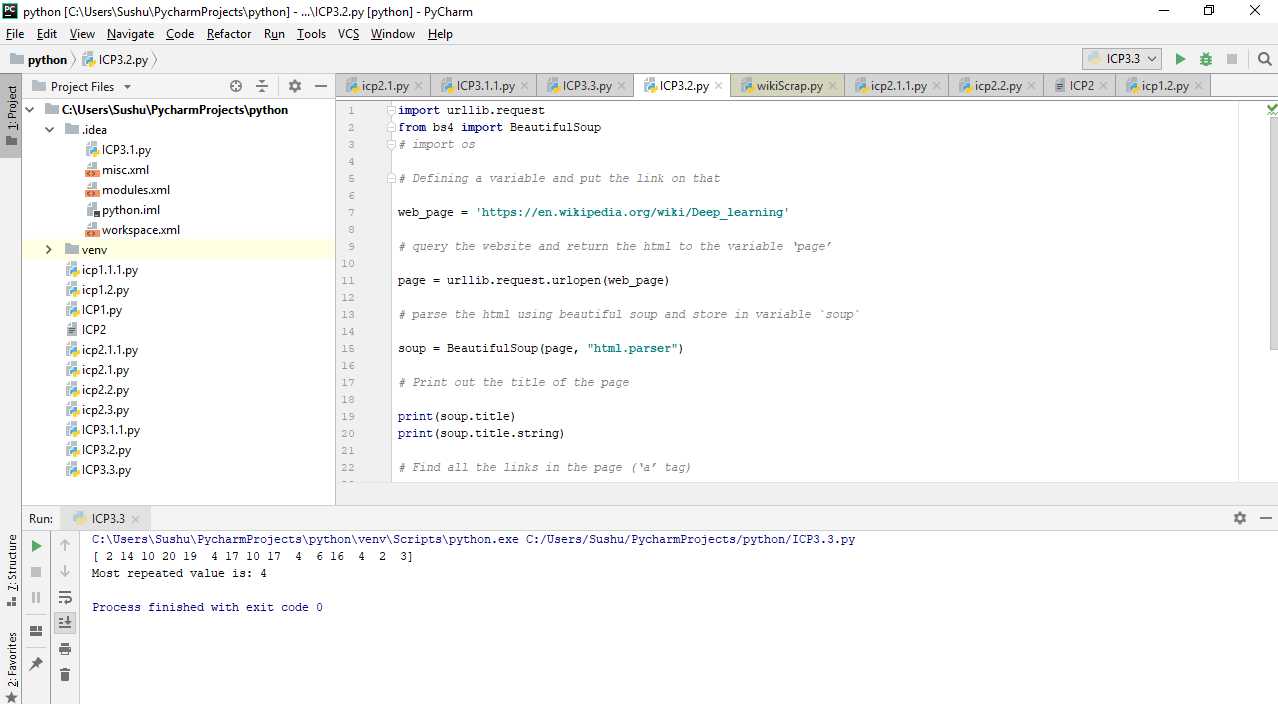 python [C:\Users\Sushu\PycharmProjects\python] - ...\ICP3.2.py [python] - PyCharm
File Edit View Navigate Code Refactor Run Tools VCS Window Help
python ICP3.2.py ICP3.3
1: Project
Project Files
icp2.1.py ICP3.1.1.py ICP3.3.py ICP3.2.py wikiScrap.py icp2.1.1.py icp2.2.py ICP2 icp1.2.py
C:\Users\Sushu\PycharmProjects\python
.idea
ICP3.1.py
misc.xml
modules.xml
python.iml
workspace.xml
venv
icp1.1.1.py
icp1.2.py
ICP1.py
ICP2
icp2.1.1.py
icp2.1.py
icp2.2.py
icp2.3.py
ICP3.1.1.py
ICP3.2.py
ICP3.3.py
1 import urllib.request
2 from bs4 import BeautifulSoup
3 # import os
4
5 # Defining a variable and put the link on that
6
7 web_page = 'https://en.wikipedia.org/wiki/Deep_learning'
8
9 # query the website and return the html to the variable ‘page’
10
11 page = urllib.request.urlopen(web_page)
12
13 # parse the html using beautiful soup and store in variable `soup`
14
15 soup = BeautifulSoup(page, "html.parser")
16
17 # Print out the title of the page
18
19 print(soup.title)
20 print(soup.title.string)
21
22 # Find all the links in the page (‘a’ tag)
Run: ICP3.3
C:\Users\Sushu\PycharmProjects\python\venv\Scripts\python.exe C:/Users/Sushu/PycharmProjects/python/ICP3.3.py
[ 2 14 10 20 19  4 17 10 17  4  6 16  4  2  3]
Most repeated value is: 4
Process finished with exit code 0
7: Structure
2: Favorites